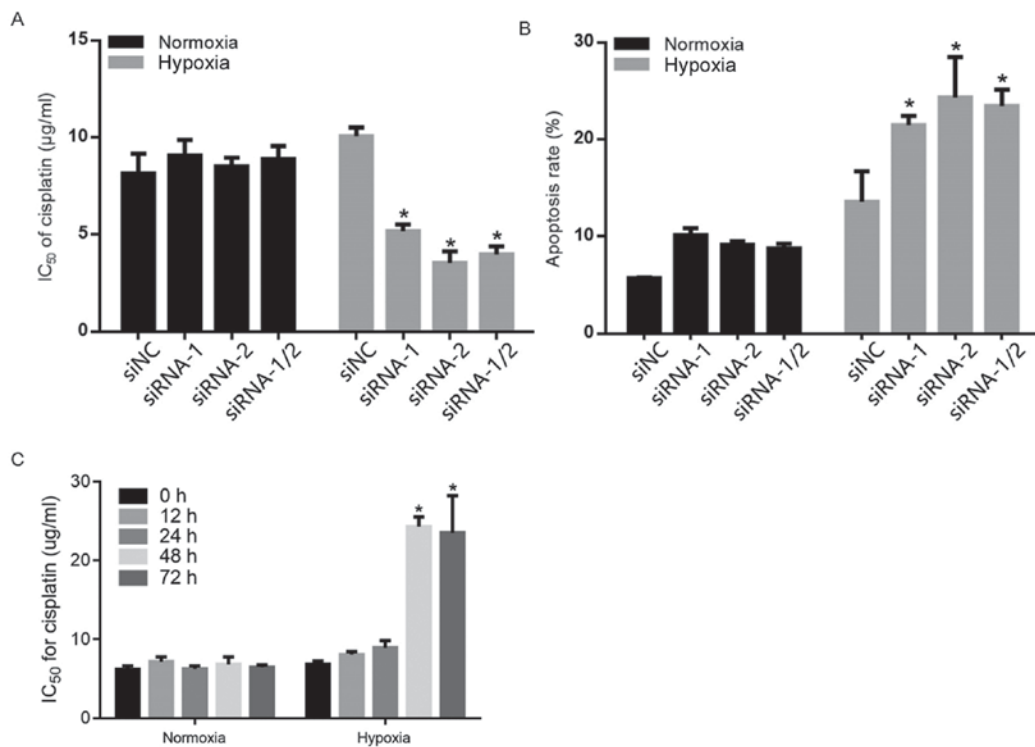 A
15
10
5
0
IC50 of cisplatin (μg/ml)
Normoxia
Hypoxia
* * *
siNC
siRNA-1
siRNA-2
siRNA-1/2
siNC
siRNA-1
siRNA-2
siRNA-1/2
B
30
20
10
0
Apoptosis rate (%)
Normoxia
Hypoxia
* * *
siNC
siRNA-1
siRNA-2
siRNA-1/2
siNC
siRNA-1
siRNA-2
siRNA-1/2
C
30
20
10
0
IC50 for cisplatin (ug/ml)
0 h
12 h
24 h
48 h
72 h
* *
Normoxia
Hypoxia